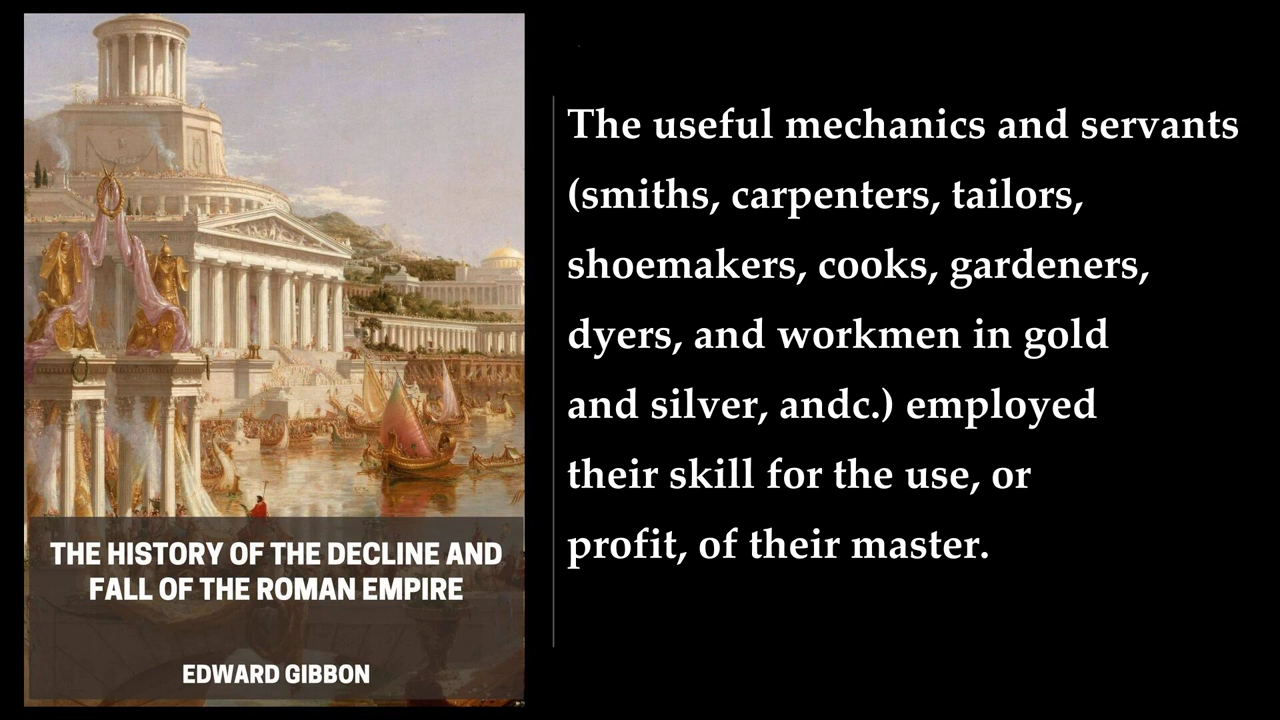 The useful mechanics and servants
(smiths, carpenters, tailors,
shoemakers, cooks, gardeners,
dyers, and workmen in gold
and silver, andc.) employed
their skill for the use, or
profit, of their master.
THE HISTORY OF THE DECLINE AND
FALL OF THE ROMAN EMPIRE
EDWARD GIBBON